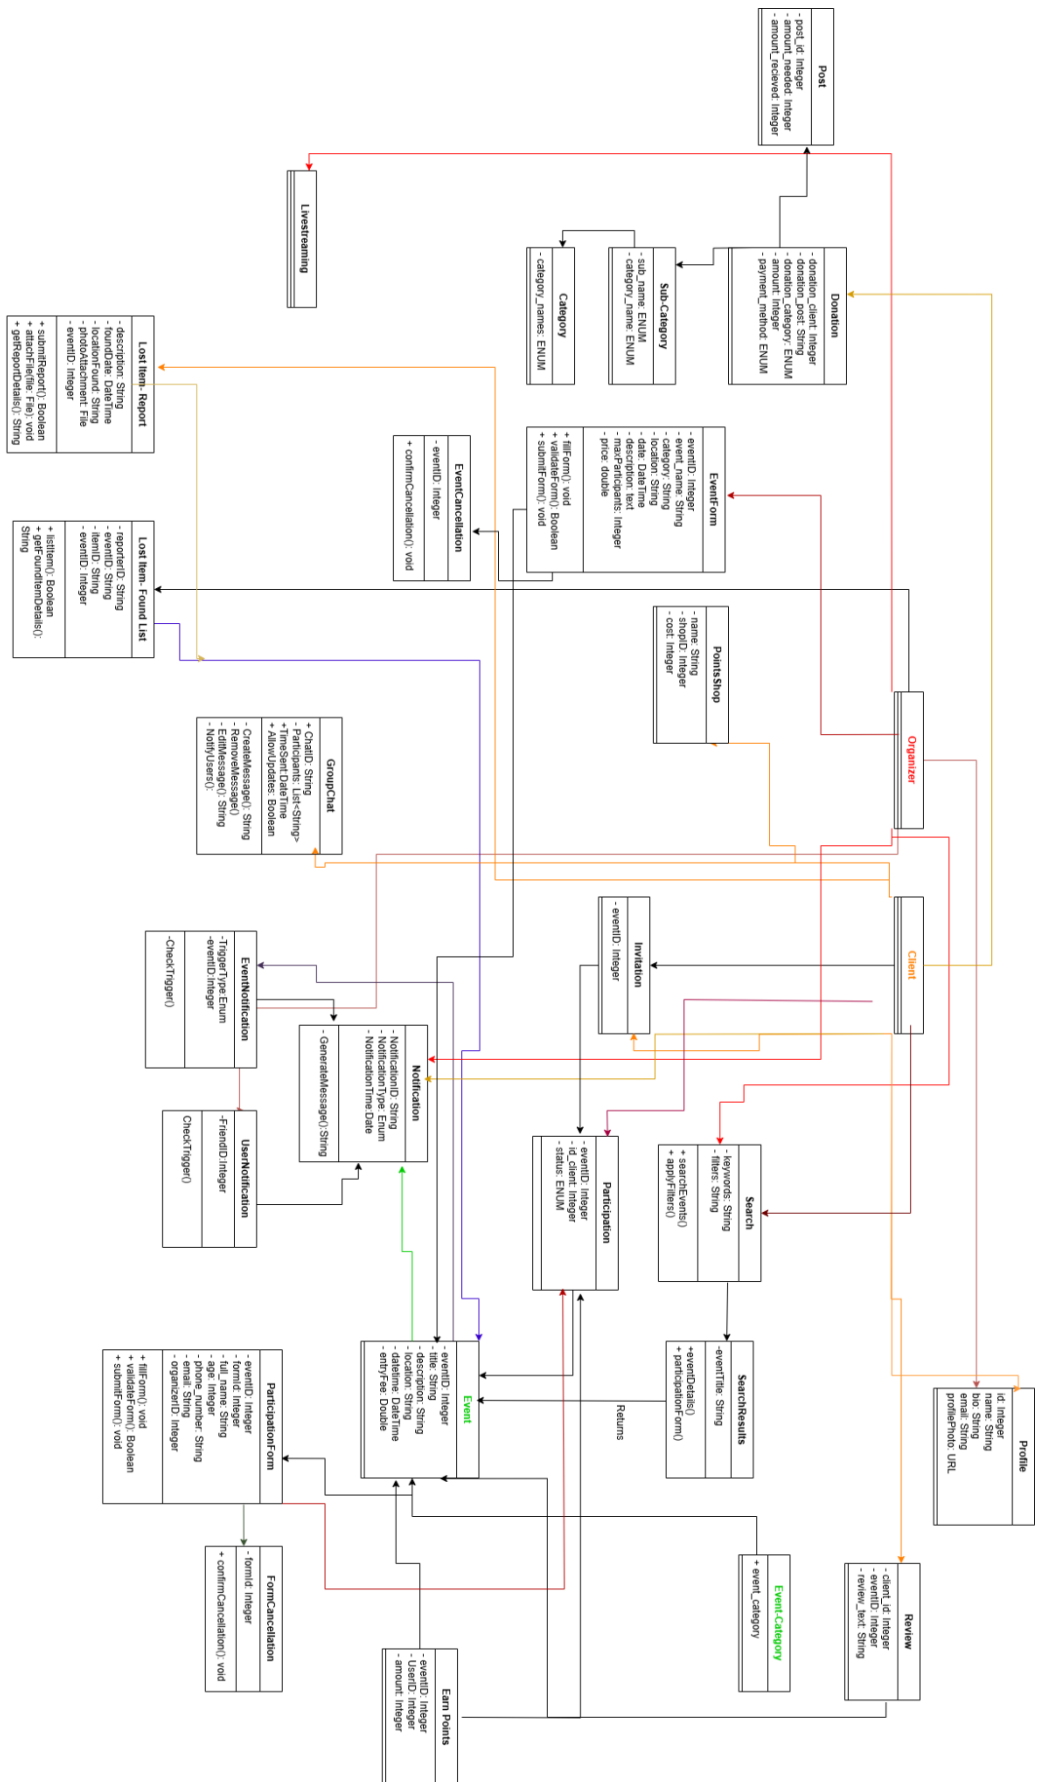 Post
- post_id: Integer
- amount_needed: Integer
- amount_recieved: Integer
Donation
- donation_client: Integer
- donation_post: String
- donation_category: ENUM
- amount: Integer
- payment_method: ENUM
Sub-Category
- sub_name: ENUM
- category_name: ENUM
Category
- category_names: ENUM
Livestreaming
Lost Item- Report
- description: String
- foundDate: DateTime
- locationFound: String
- photoAttachment: File
- eventID: Integer
+ submitReport(): Boolean
+ attachFile(file: File): void
+ getReportDetails(): String
EventForm
- eventID: Integer
- event_name: String
- category: String
- location: String
- date: DateTime
- description: text
- maxParticipants: Integer
- price: double
+ fillForm(): void
+ validateForm(): Boolean
+ submitForm(): void
EventCancellation
- eventID: Integer
+ confirmCancellation(): void
Lost Item- Found List
- reporterID: String
- eventID: String
- itemID: String
- eventID: Integer
+ listItem(): Boolean
+ getFoundItemDetails():
String
Organizer
PointsShop
- name: String
- shopID: Integer
- cost: Integer
GroupChat
+ ChatID: String
- Participants: List<String>
+TimeSent:DateTime
+ AllowUpdates: Boolean
- CreateMessage(): String
- RemoveMessage()
- EditMessage(): String
- NotifyUsers():
Client
Invitation
- eventID: Integer
EventNotification
-TriggerType:Enum
-eventID:Integer
-CheckTrigger()
Notification
- NotificationID: String
- NotificationType: Enum
- NotificationTime:Date
- GenerateMessage():String
UserNotification
-FriendID:Integer
CheckTrigger()
Participation
- eventID: Integer
- id_client: Integer
- status: ENUM
Search
- keywords: String
- filters: String
+ searchEvents()
+ applyFilters()
SearchResults
-eventTitle: String
+eventDetails()
+ participationForm()
Returns
Event
- eventID: Integer
- title: String
- description: String
- location: String
- datetime: DateTime
- entryFee: Double
Profile
id: Integer
name: String
bio: String
email: String
profilePhoto: URL
ParticipationForm
- eventID: Integer
- formId: Integer
- full_name: String
- age: Integer
- phone_number: String
- email: String
- organizerID: Integer
+ fillForm(): void
+ validateForm(): Boolean
+ submitForm(): void
FormCancellation
- formId: Integer
+ confirmCancellation(): void
Event-Category
+ event_category
Review
- client_id: Integer
- eventID: Integer
- review_text: String
Earn Points
- eventID: Integer
- UserID: Integer
- amount: Integer